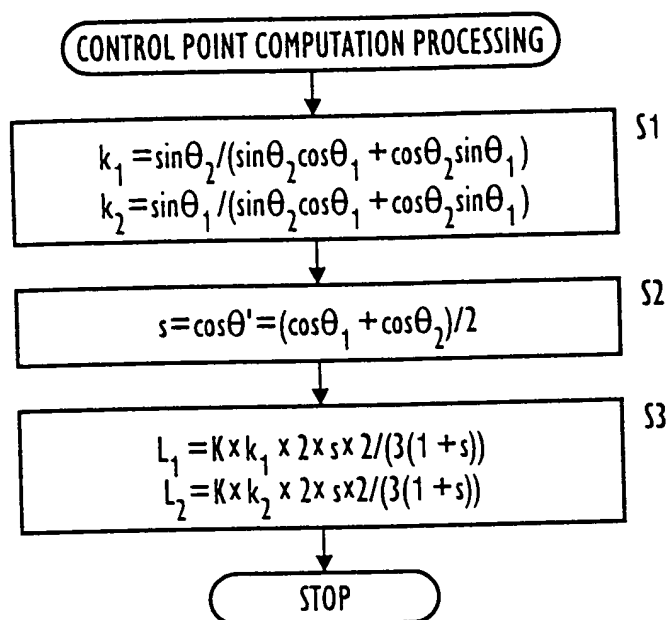 CONTROL POINT COMPUTATION PROCESSING
S1
k₁=sinθ₂/(sinθ₂cosθ₁+cosθ₂sinθ₁)
k₂=sinθ₁/(sinθ₂cosθ₁+cosθ₂sinθ₁)
S2
s=cosθ'=(cosθ₁+cosθ₂)/2
S3
L₁=K×k₁×2×s×2/(3(1+s))
L₂=K×k₂×2×s×2/(3(1+s))
STOP